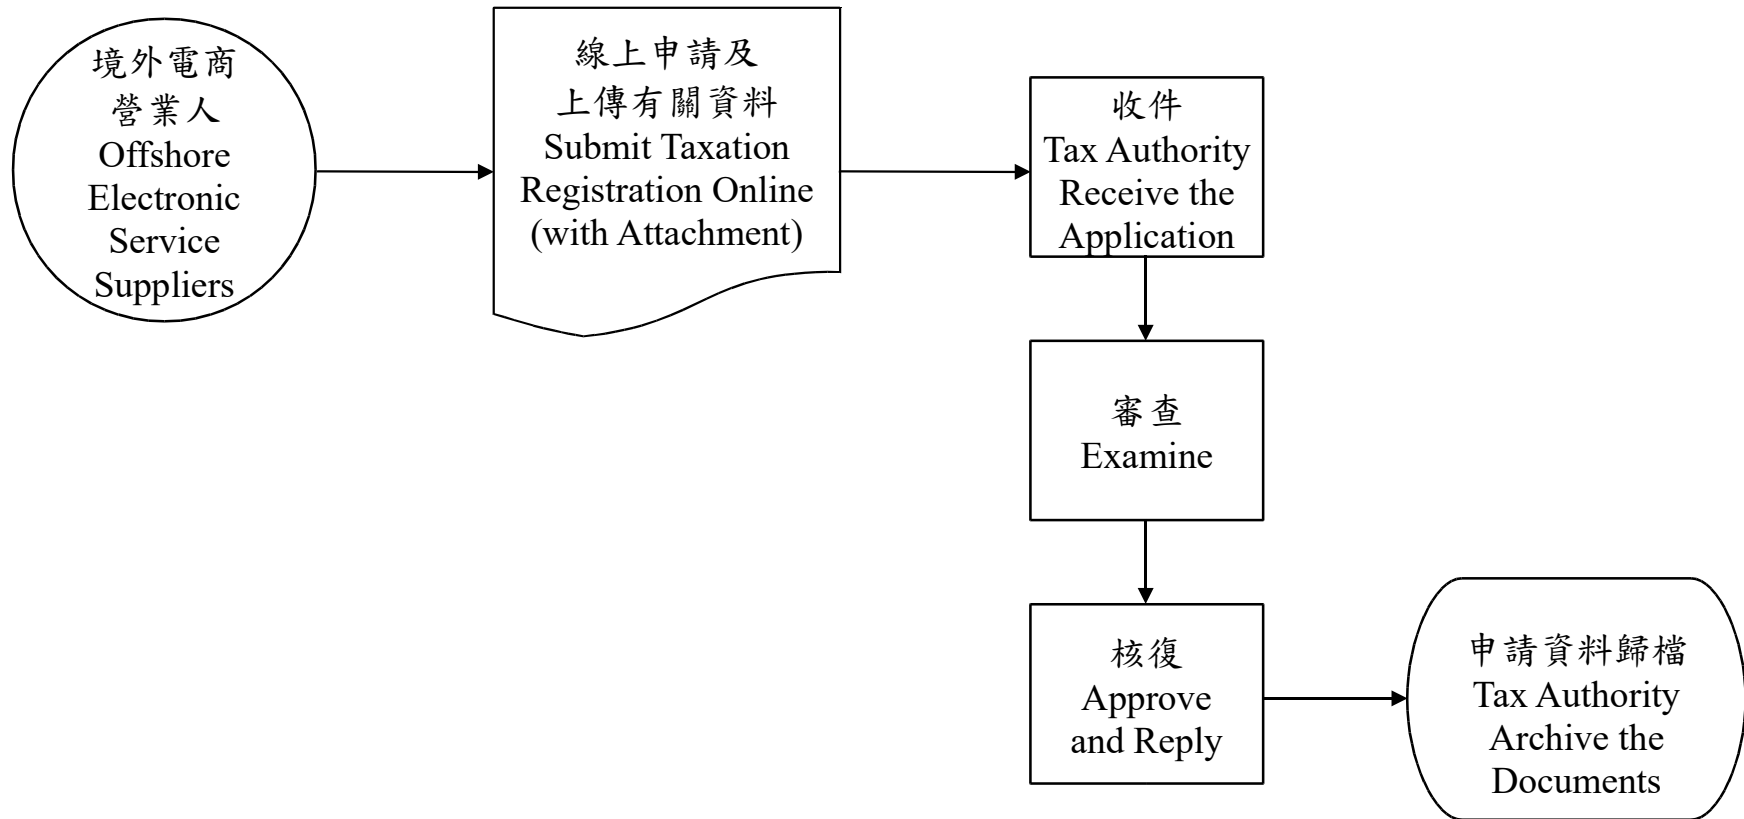 境外電商
營業人
Offshore
Electronic
Service
Suppliers
線上申請及
上傳有關資料
Submit Taxation
Registration Online
(with Attachment)
收件
Tax Authority
Receive the
Application
審查
Examine
核復
Approve
and Reply
申請資料歸檔
Tax Authority
Archive the
Documents